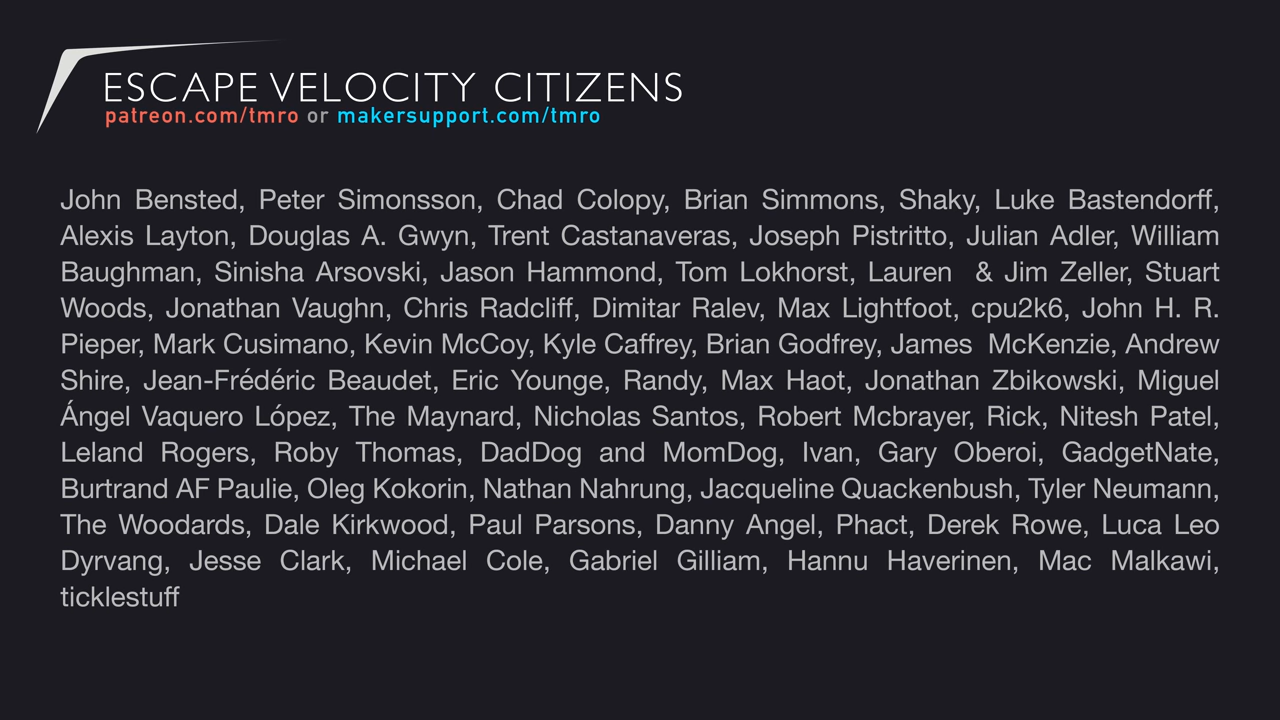 ESCAPE VELOCITY CITIZENS
patreon.com/tmro or makersupport.com/tmro
John Bensted, Peter Simonsson, Chad Colopy, Brian Simmons, Shaky, Luke Bastendorff,
Alexis Layton, Douglas A. Gwyn, Trent Castanaveras, Joseph Pistritto, Julian Adler, William
Baughman, Sinisha Arsovski, Jason Hammond, Tom Lokhorst, Lauren & Jim Zeller, Stuart
Woods, Jonathan Vaughn, Chris Radcliff, Dimitar Ralev, Max Lightfoot, cpu2k6, John H. R.
Pieper, Mark Cusimano, Kevin McCoy, Kyle Caffrey, Brian Godfrey, James McKenzie, Andrew
Shire, Jean-Frédéric Beaudet, Eric Younge, Randy, Max Haot, Jonathan Zbikowski, Miguel
Ángel Vaquero López, The Maynard, Nicholas Santos, Robert Mcbrayer, Rick, Nitesh Patel,
Leland Rogers, Roby Thomas, DadDog and MomDog, Ivan, Gary Oberoi, GadgetNate,
Burtrand AF Paulie, Oleg Kokorin, Nathan Nahrung, Jacqueline Quackenbush, Tyler Neumann,
The Woodards, Dale Kirkwood, Paul Parsons, Danny Angel, Phact, Derek Rowe, Luca Leo
Dyrvang, Jesse Clark, Michael Cole, Gabriel Gilliam, Hannu Haverinen, Mac Malkawi,
ticklestuff